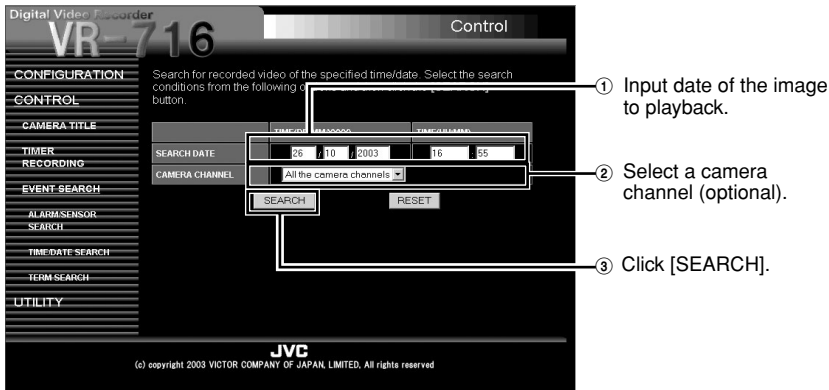 Digital Video Recorder
VR-716
Control
CONFIGURATION
CONTROL
CAMERA TITLE
TIMER
RECORDING
EVENT SEARCH
ALARM/SENSOR
SEARCH
TIME/DATE SEARCH
TERM SEARCH
UTILITY
Search for recorded video of the specified time/date. Select the search
conditions from the following
button.
SEARCH DATE
26 / 10 / 2003
16 : 55
CAMERA CHANNEL
All the camera channels
SEARCH
RESET
JVC
(c) copyright 2003 VICTOR COMPANY OF JAPAN, LIMITED, All rights reserved
① Input date of the image
to playback.
② Select a camera
channel (optional).
③ Click [SEARCH].